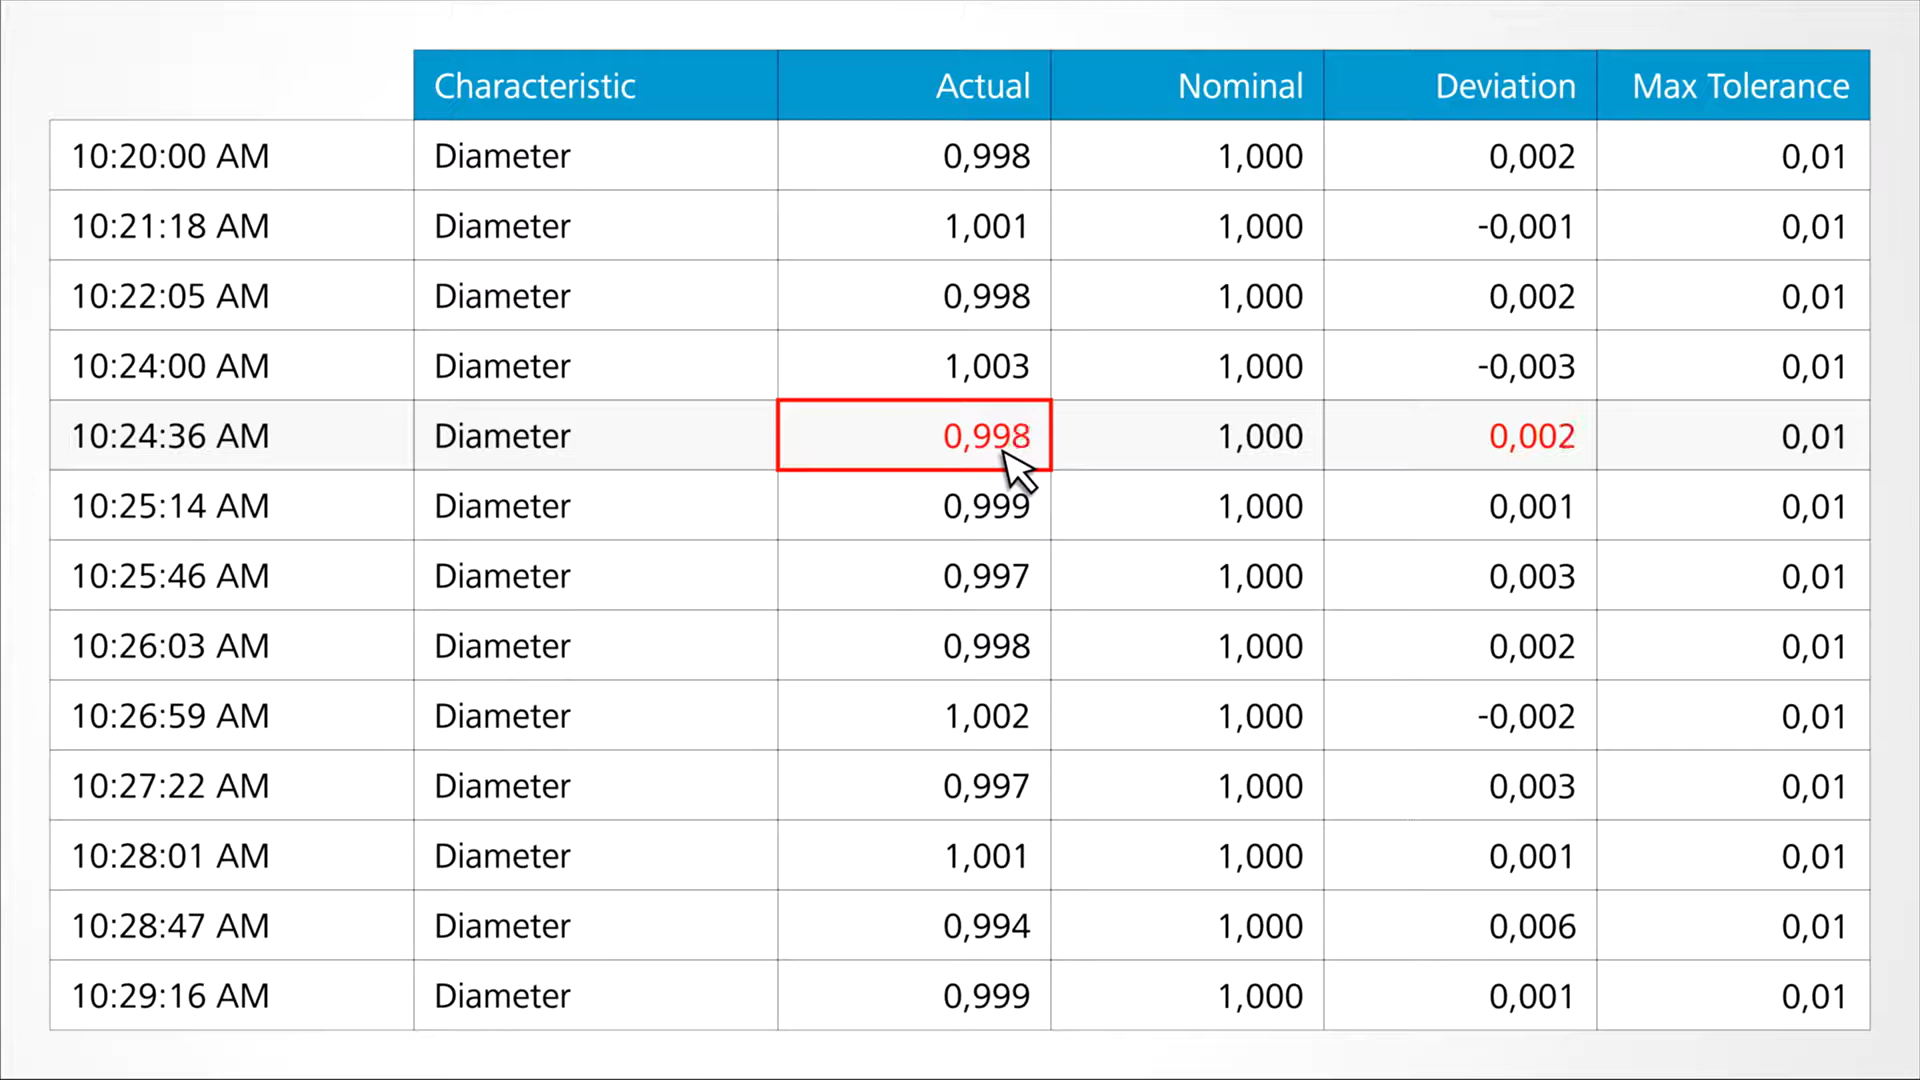 Characteristic Actual Nominal Deviation Max Tolerance
10:20:00 AM Diameter 0,998 1,000 0,002 0,01
10:21:18 AM Diameter 1,001 1,000 -0,001 0,01
10:22:05 AM Diameter 0,998 1,000 0,002 0,01
10:24:00 AM Diameter 1,003 1,000 -0,003 0,01
10:24:36 AM Diameter 0,998 1,000 0,002 0,01
10:25:14 AM Diameter 0,999 1,000 0,001 0,01
10:25:46 AM Diameter 0,997 1,000 0,003 0,01
10:26:03 AM Diameter 0,998 1,000 0,002 0,01
10:26:59 AM Diameter 1,002 1,000 -0,002 0,01
10:27:22 AM Diameter 0,997 1,000 0,003 0,01
10:28:01 AM Diameter 1,001 1,000 0,001 0,01
10:28:47 AM Diameter 0,994 1,000 0,006 0,01
10:29:16 AM Diameter 0,999 1,000 0,001 0,01